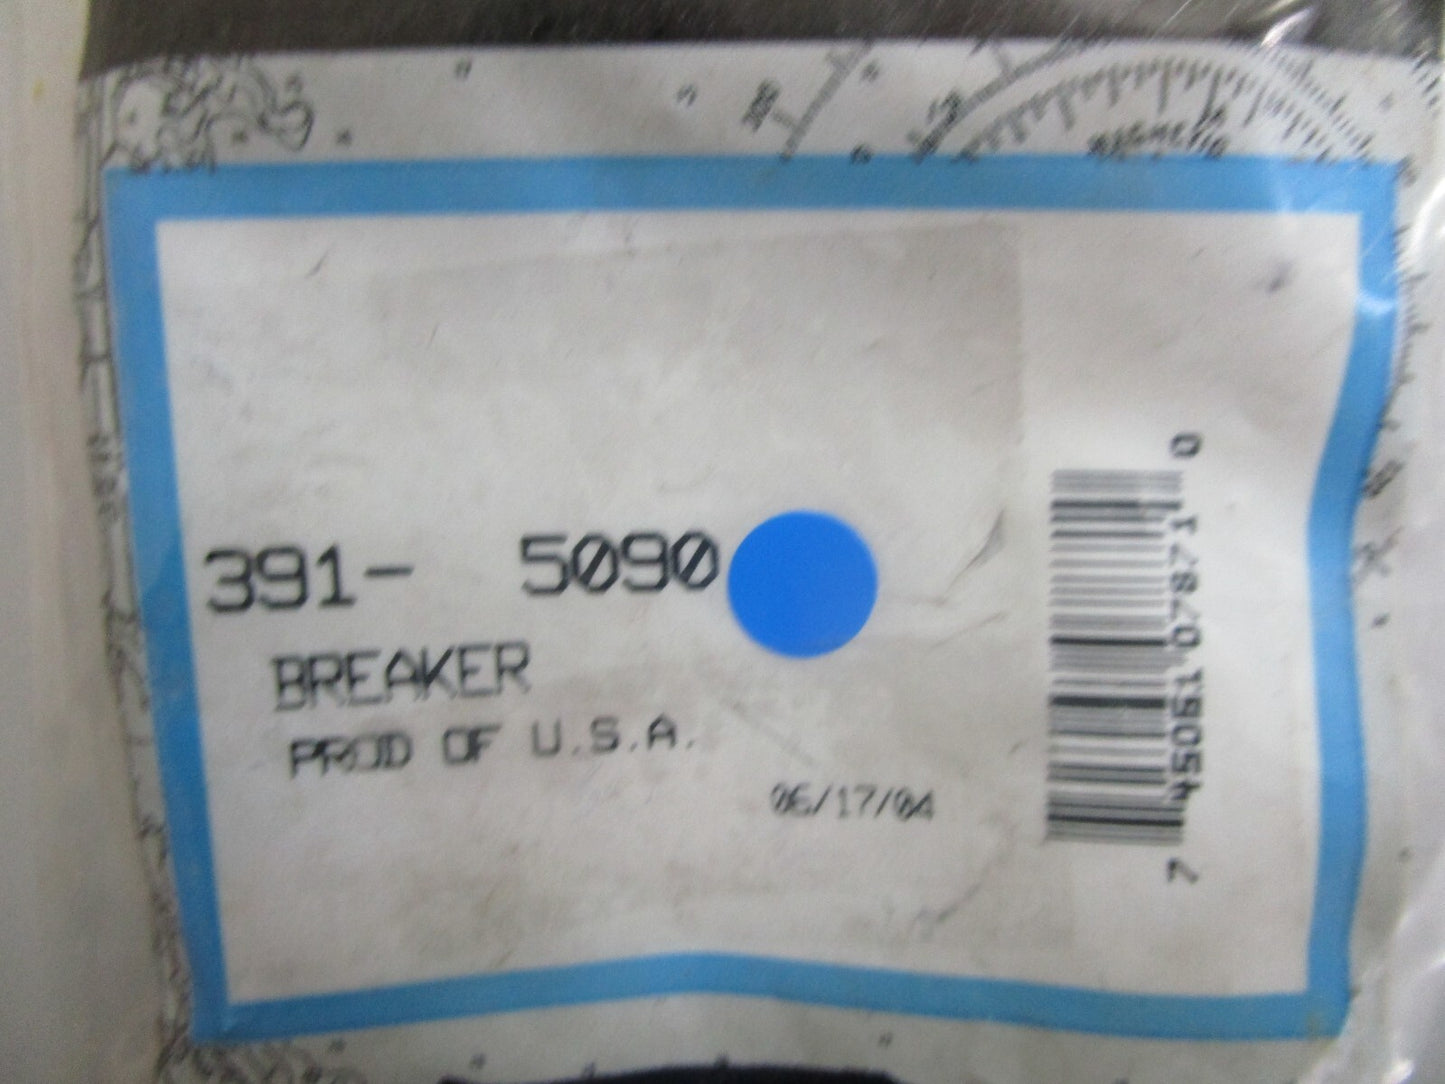 391- 5090
BREAKER
PROD OF U.S.A.
06/17/04
7 45061 07871 0